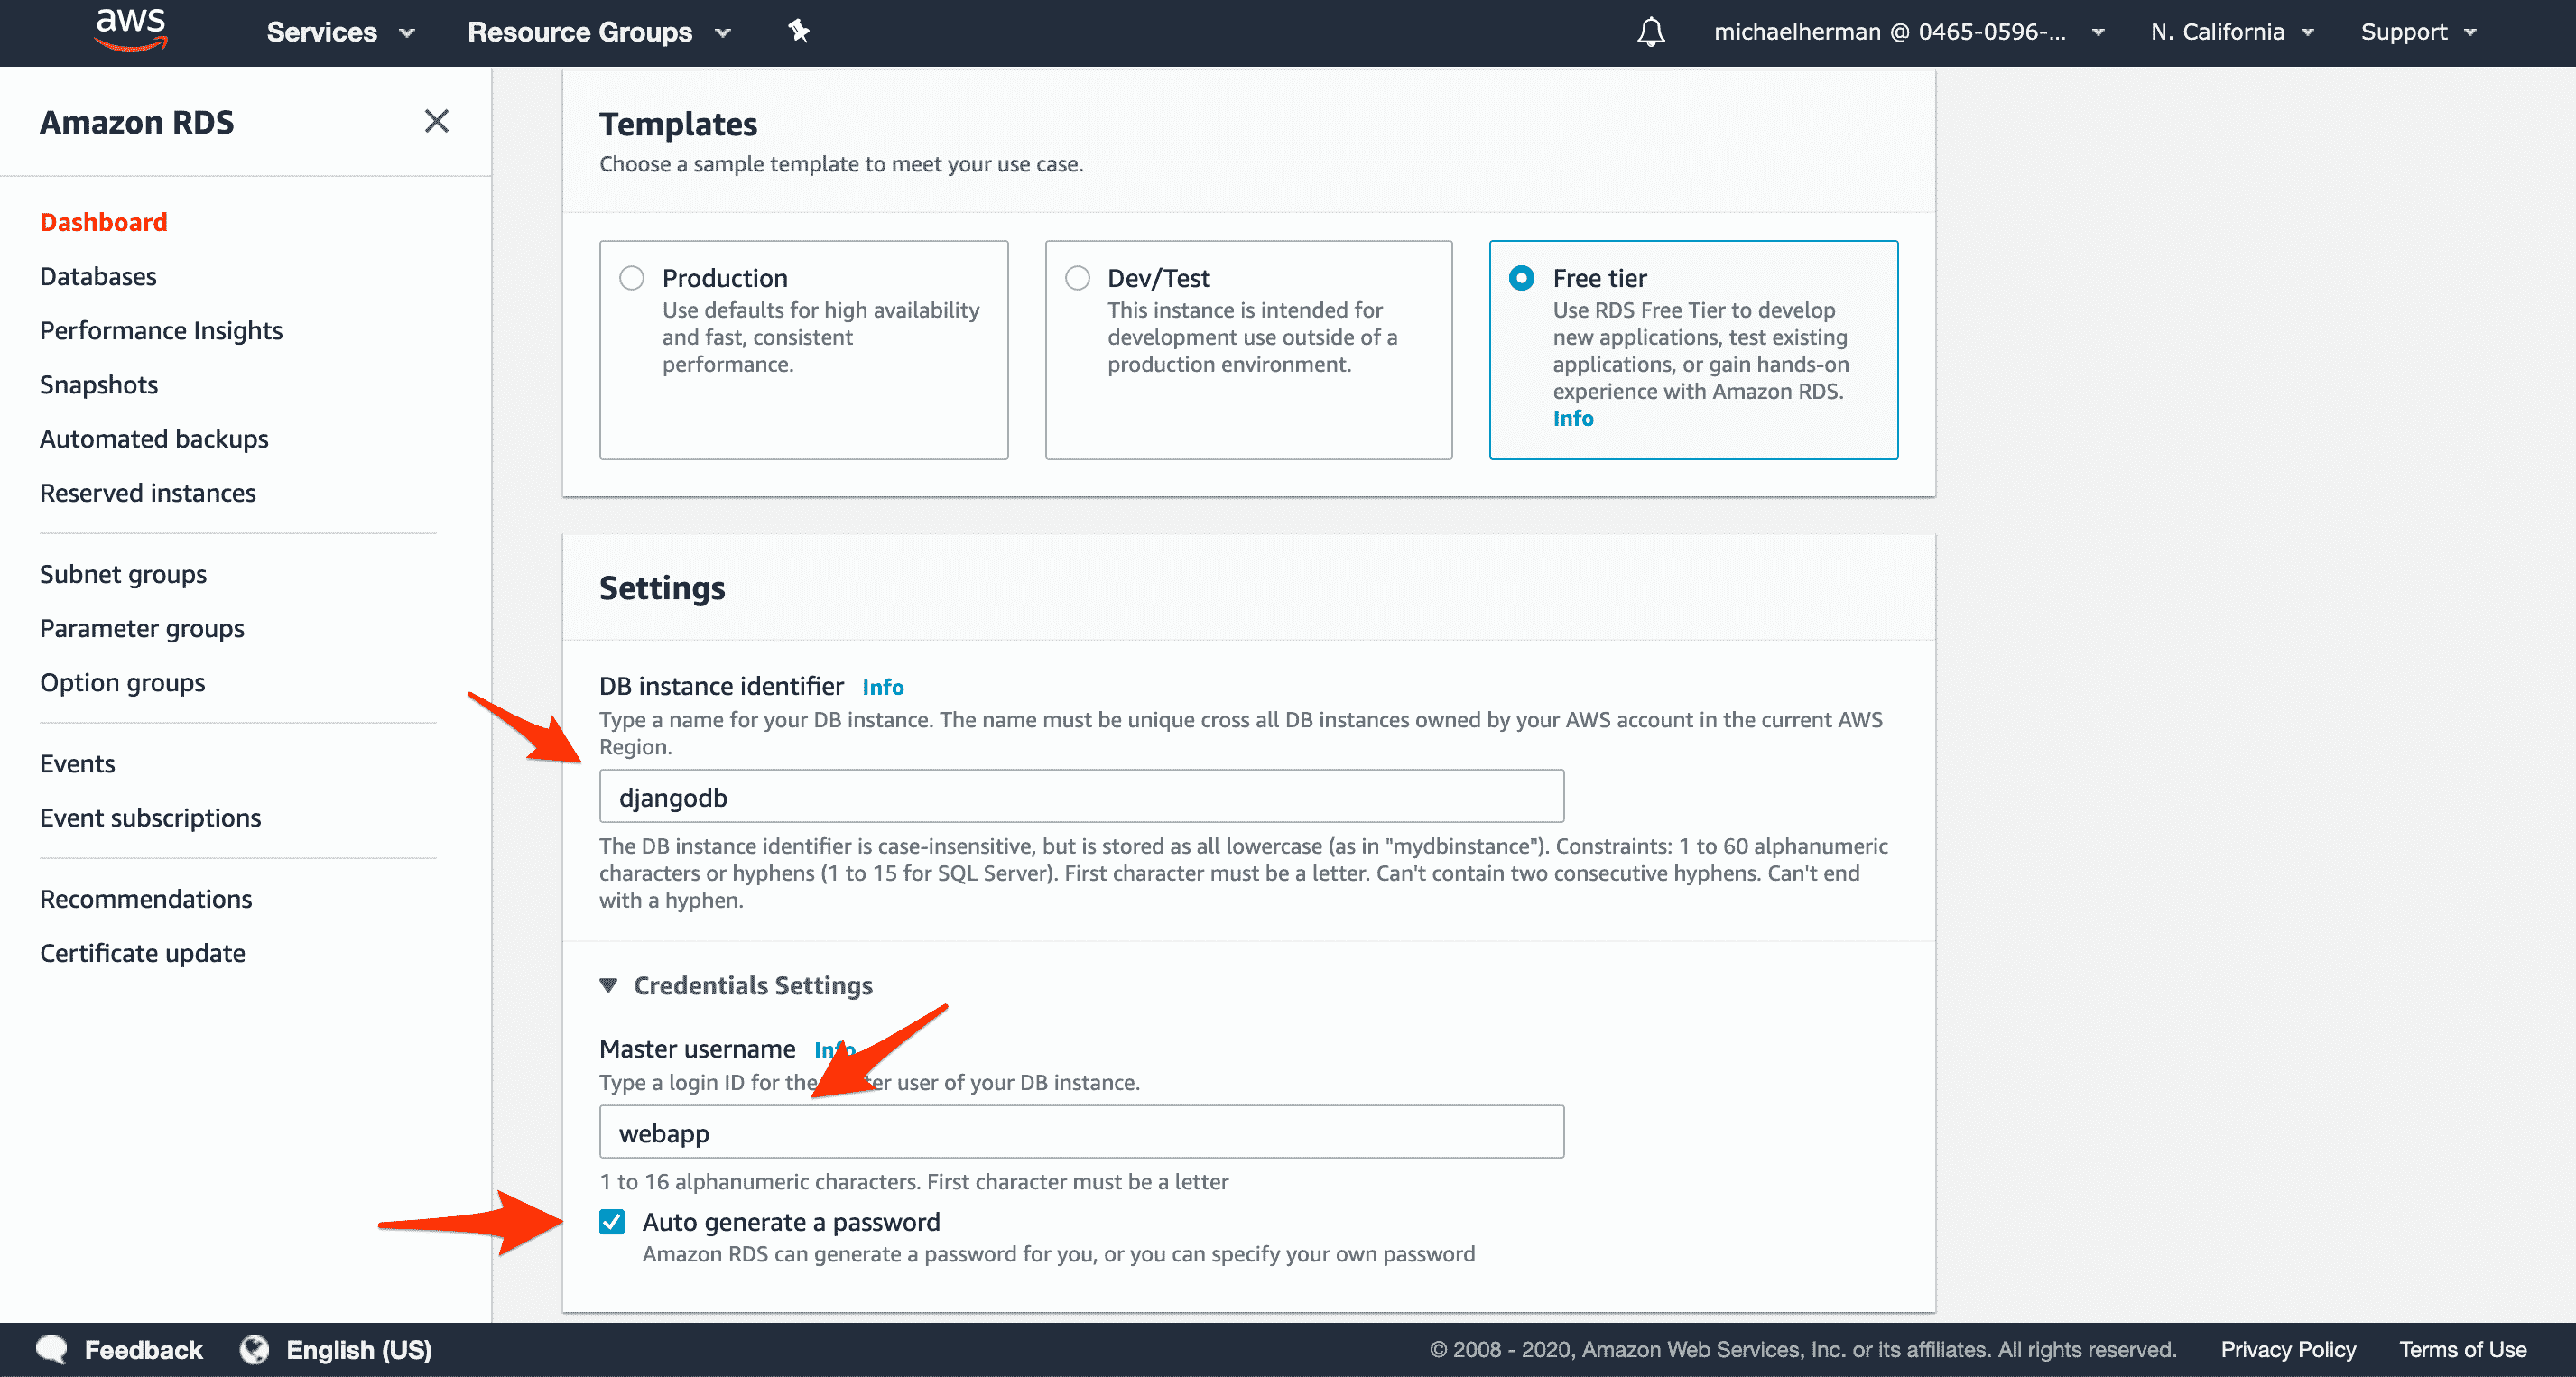 aws
Services
Resource Groups
michaelherman @ 0465-0596-...
N. California
Support
Amazon RDS
Dashboard
Databases
Performance Insights
Snapshots
Automated backups
Reserved instances
Subnet groups
Parameter groups
Option groups
Events
Event subscriptions
Recommendations
Certificate update
Templates
Choose a sample template to meet your use case.
Production
Use defaults for high availability
and fast, consistent
performance.
Dev/Test
This instance is intended for
development use outside of a
production environment.
Free tier
Use RDS Free Tier to develop
new applications, test existing
applications, or gain hands-on
experience with Amazon RDS.
Info
Settings
DB instance identifier Info
Type a name for your DB instance. The name must be unique cross all DB instances owned by your AWS account in the current AWS
Region.
djangodb
The DB instance identifier is case-insensitive, but is stored as all lowercase (as in "mydbinstance"). Constraints: 1 to 60 alphanumeric
characters or hyphens (1 to 15 for SQL Server). First character must be a letter. Can't contain two consecutive hyphens. Can't end
with a hyphen.
Credentials Settings
Master username Info
Type a login ID for the user of your DB instance.
webapp
1 to 16 alphanumeric characters. First character must be a letter
Auto generate a password
Amazon RDS can generate a password for you, or you can specify your own password
Feedback
English (US)
© 2008 - 2020, Amazon Web Services, Inc. or its affiliates. All rights reserved.
Privacy Policy
Terms of Use